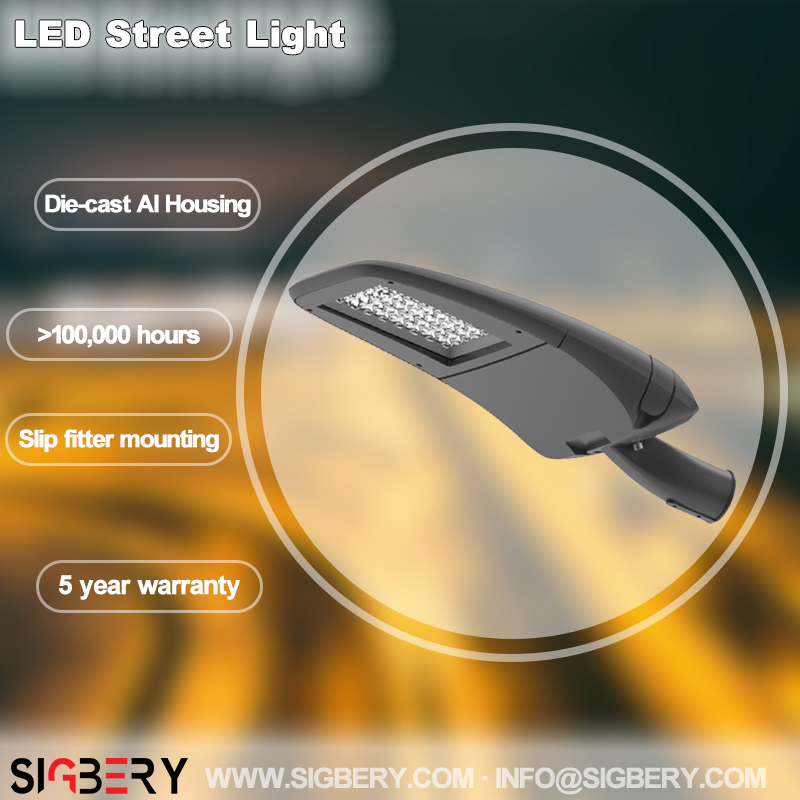 LED Street Light
Die-cast Al Housing
>100,000 hours
Slip fitter mounting
5 year warranty
SIGBERY WWW.SIGBERY.COM · INFO@SIGBERY.COM